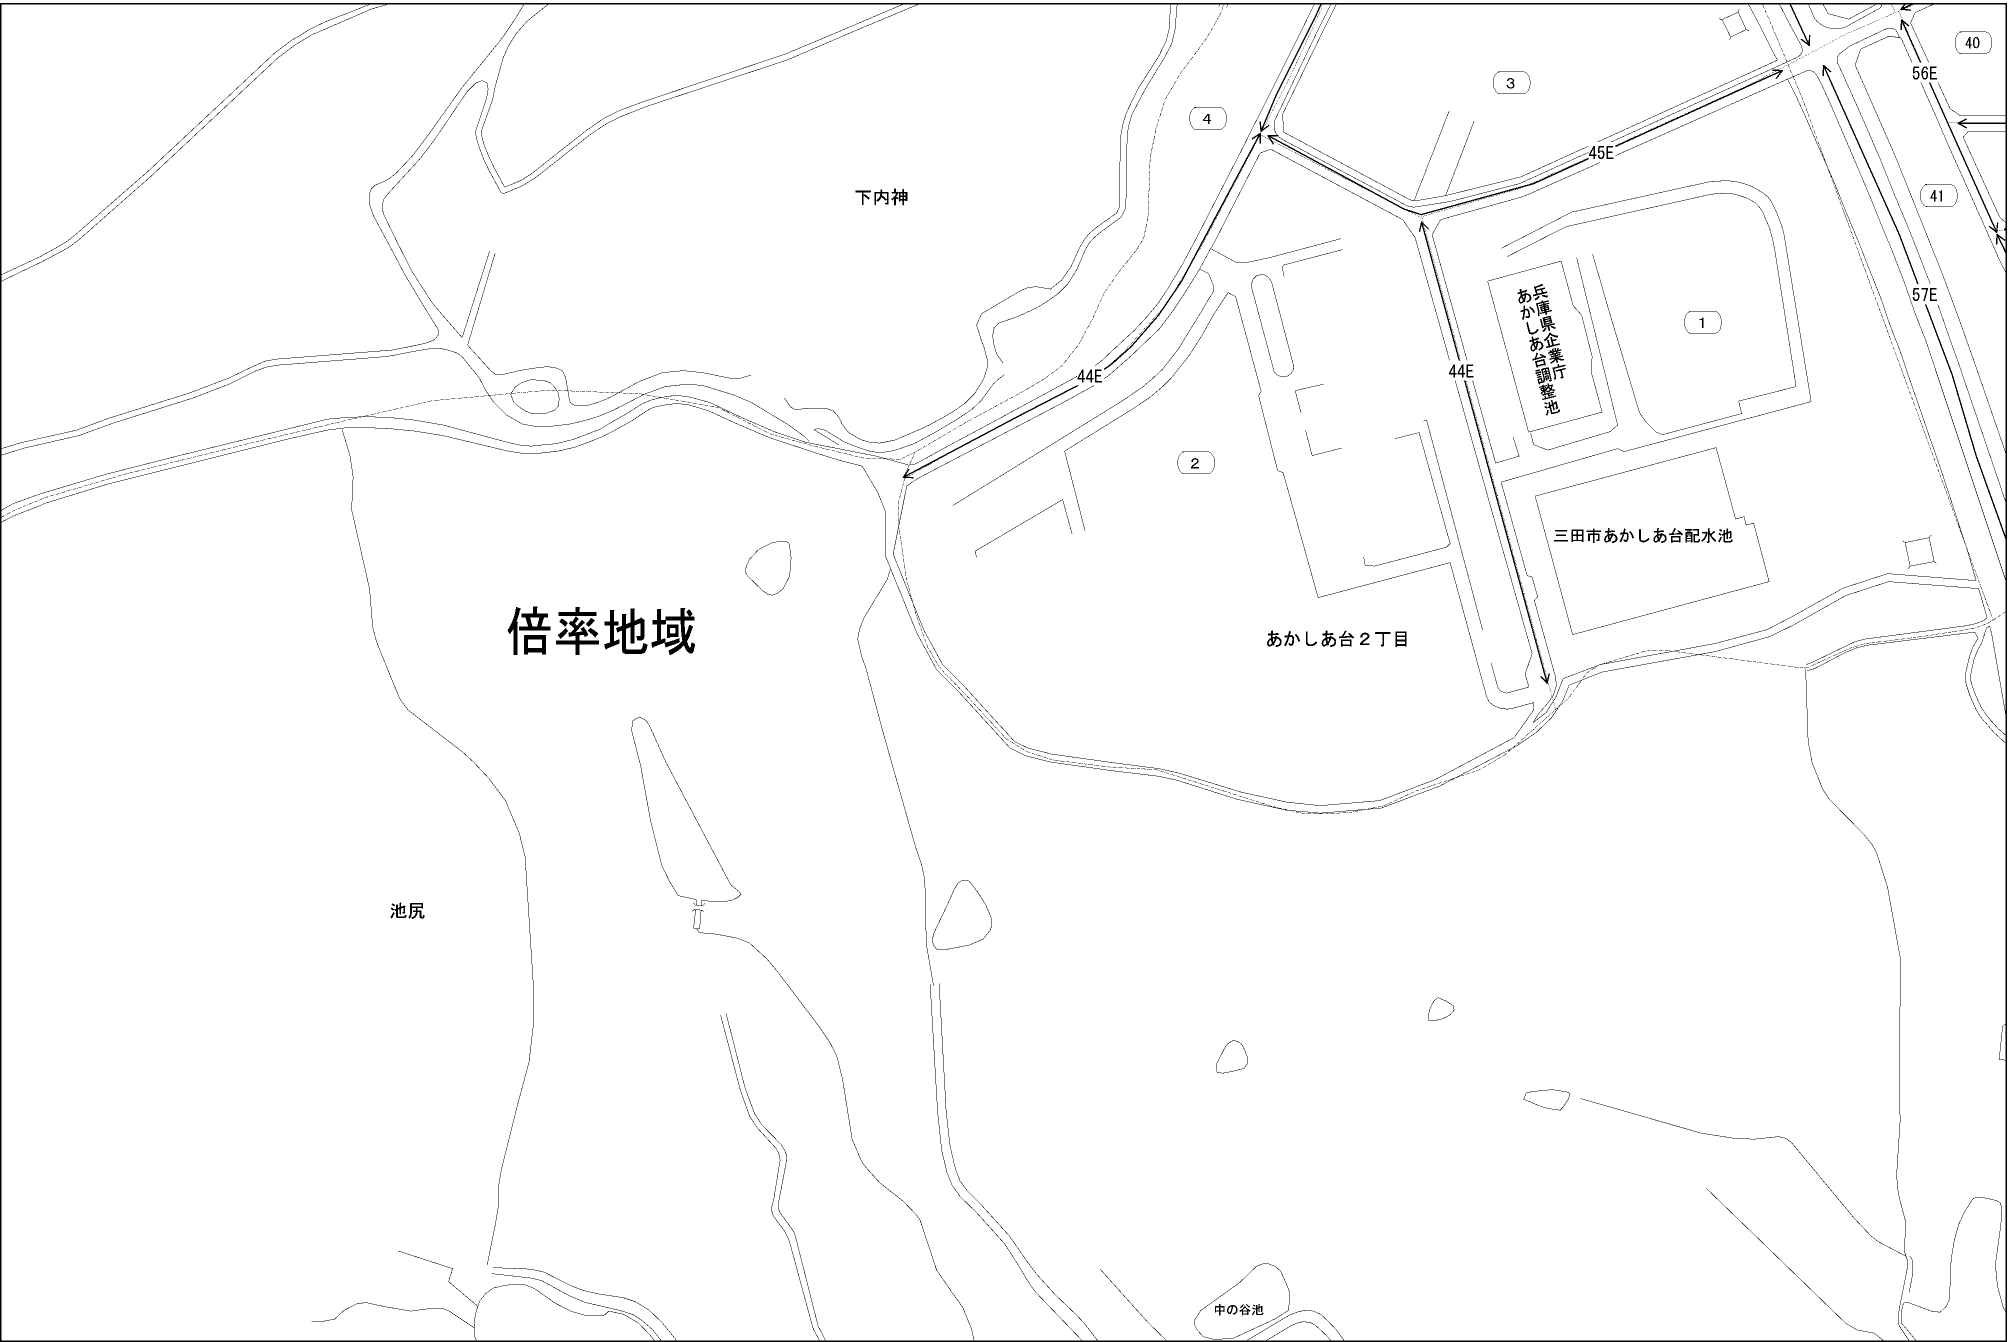 40
56E
3
4
45E
下内神
41
57E
兵庫県企業庁
あかしあ台調整池
1
44E
44E
2
三田市あかしあ台配水池
倍率地域
あかしあ台２丁目
池尻
中の谷池